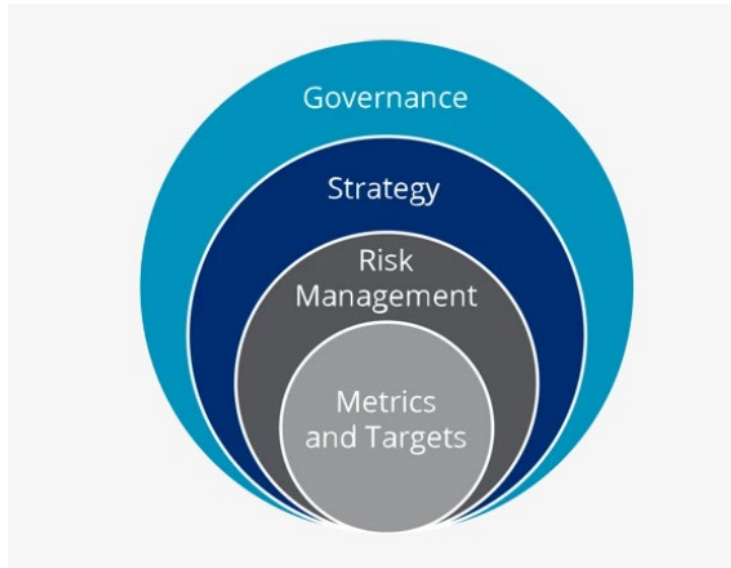 Governance
Strategy
Risk
Management
Metrics
and Targets